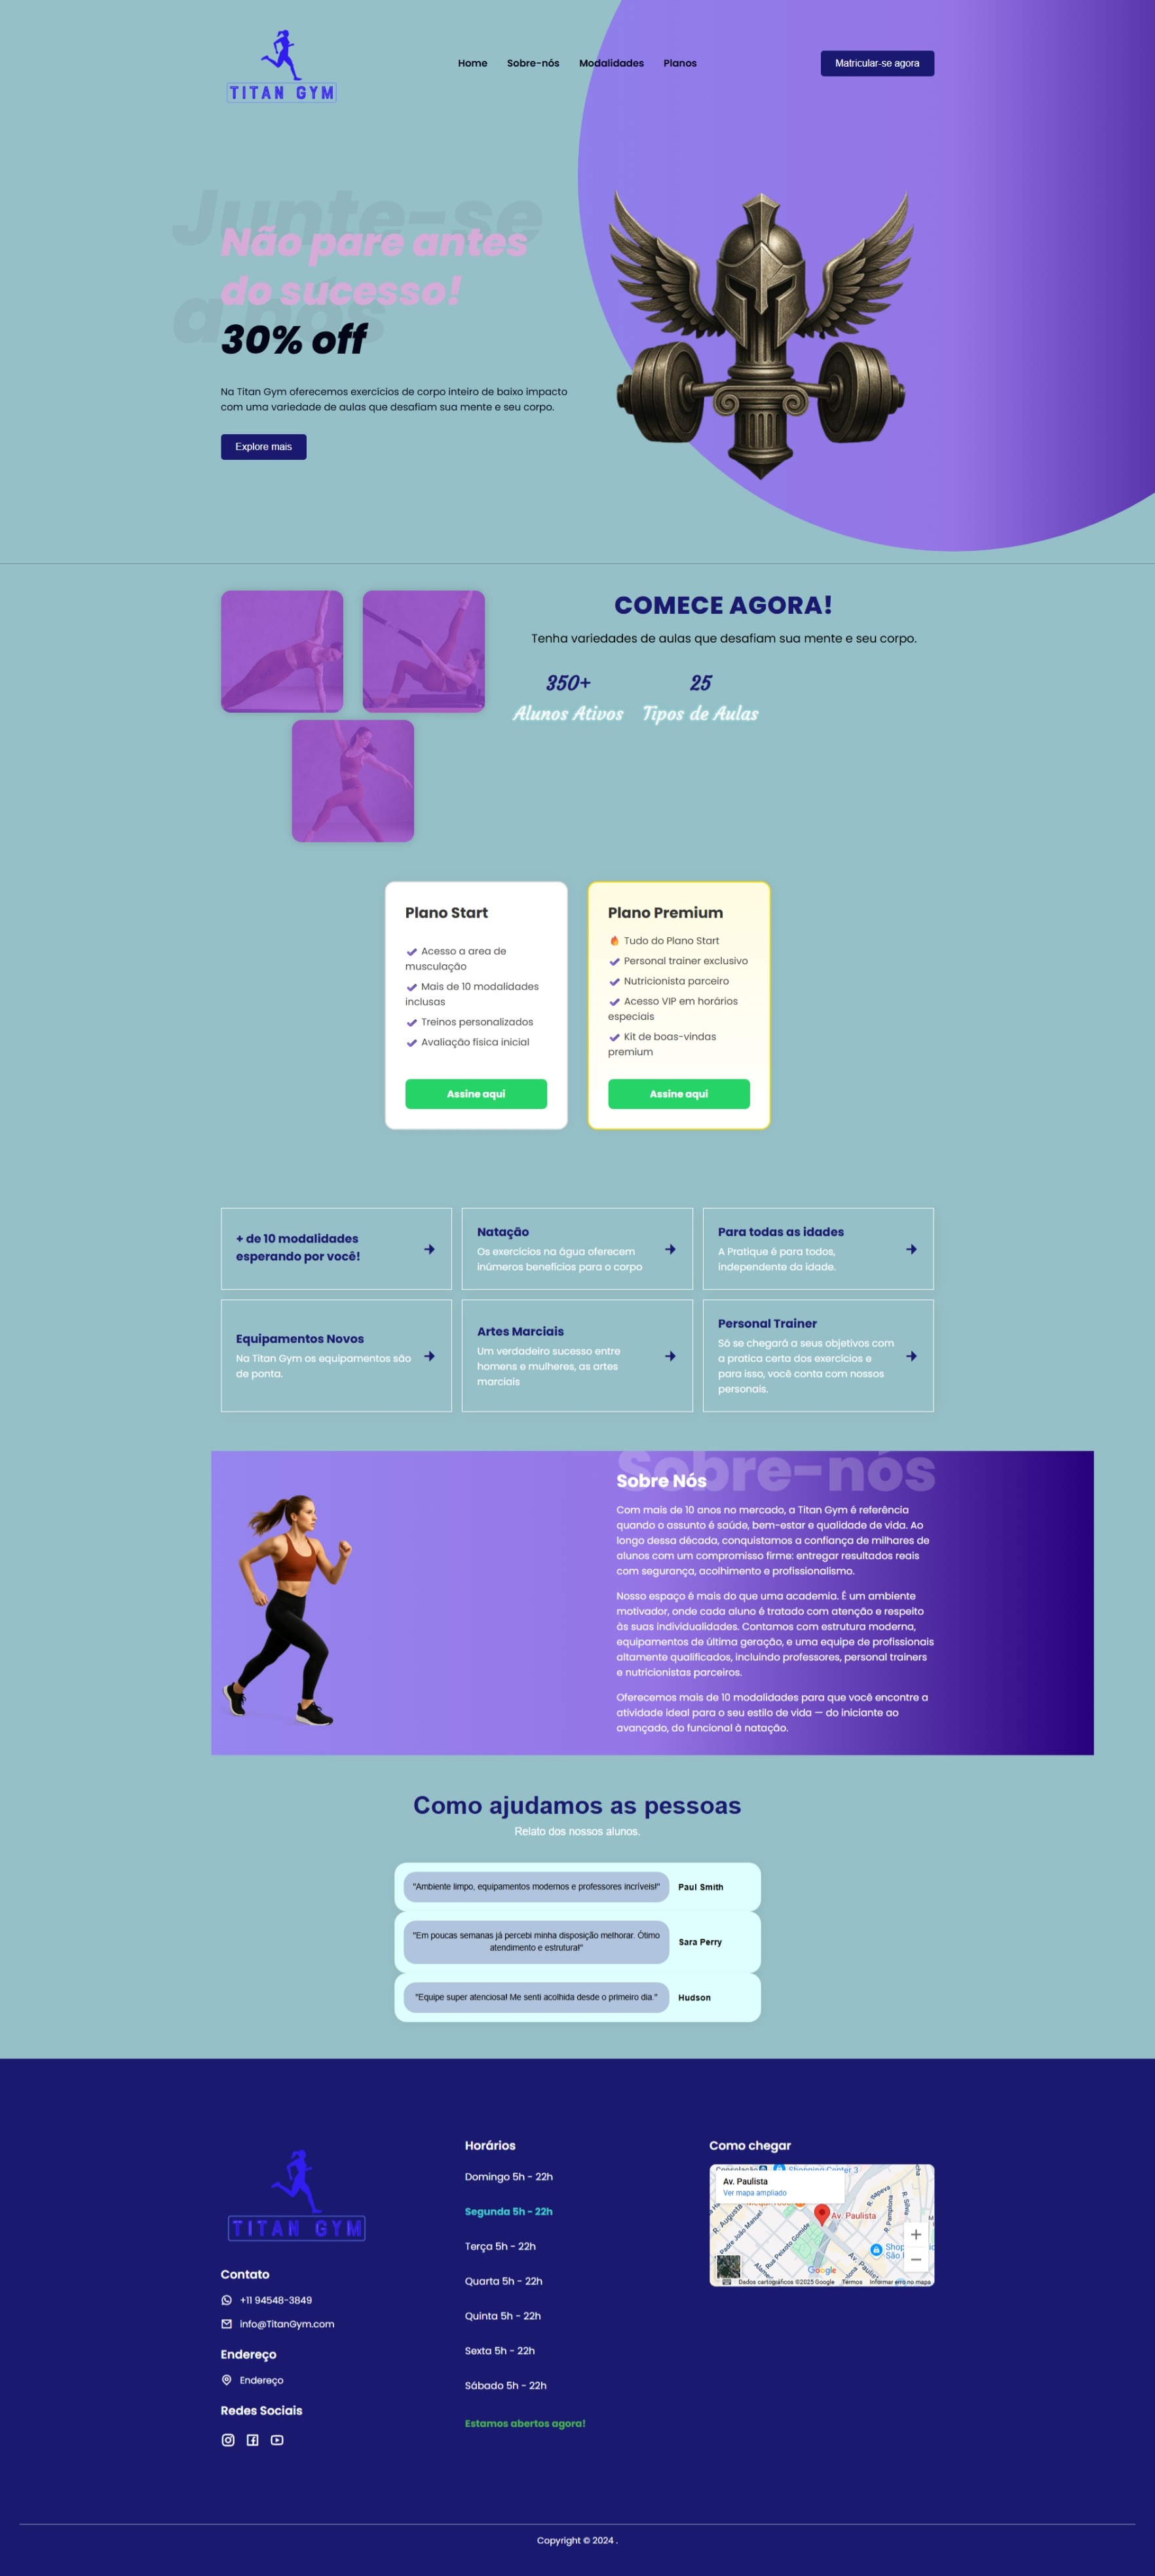 TITAN GYM
Home Sobre-nós Modalidades Planos
Matricular-se agora
Junte-se
a nós
Não pare antes
do sucesso!
30% off
Na Titan Gym oferecemos exercícios de corpo inteiro de baixo impacto
com uma variedade de aulas que desafiam sua mente e seu corpo.
Explore mais
COMECE AGORA!
Tenha variedades de aulas que desafiam sua mente e seu corpo.
350+
Alunos Ativos
25
Tipos de Aulas
Plano Start
Acesso a area de
musculação
Mais de 10 modalidades
inclusas
Treinos personalizados
Avaliação física inicial
Assine aqui
Plano Premium
Tudo do Plano Start
Personal trainer exclusivo
Nutricionista parceiro
Acesso VIP em horários
especiais
Kit de boas-vindas
premium
Assine aqui
+ de 10 modalidades
esperando por você!
Natação
Os exercícios na água oferecem
inúmeros benefícios para o corpo
Para todas as idades
A Pratique é para todos,
independente da idade.
Equipamentos Novos
Na Titan Gym os equipamentos são
de ponta.
Artes Marciais
Um verdadeiro sucesso entre
homens e mulheres, as artes
marciais
Personal Trainer
Só se chegará a seus objetivos com
a pratica certa dos exercícios e
para isso, você conta com nossos
personais.
Sobre-nós
Sobre Nós
Com mais de 10 anos no mercado, a Titan Gym é referência
quando o assunto é saúde, bem-estar e qualidade de vida. Ao
longo dessa década, conquistamos a confiança de milhares de
alunos com um compromisso firme: entregar resultados reais
com segurança, acolhimento e profissionalismo.
Nosso espaço é mais do que uma academia. É um ambiente
motivador, onde cada aluno é tratado com atenção e respeito
às suas individualidades. Contamos com estrutura moderna,
equipamentos de última geração, e uma equipe de profissionais
altamente qualificados, incluindo professores, personal trainers
e nutricionistas parceiros.
Oferecemos mais de 10 modalidades para que você encontre a
atividade ideal para o seu estilo de vida — do iniciante ao
avançado, do funcional à natação.
Como ajudamos as pessoas
Relato dos nossos alunos.
"Ambiente limpo, equipamentos modernos e professores incríveis!"
Paul Smith
"Em poucas semanas já percebi minha disposição melhorar. Ótimo
atendimento e estrutura!"
Sara Perry
"Equipe super atenciosa! Me senti acolhida desde o primeiro dia."
Hudson
TITAN GYM
Contato
+11 94548-3849
info@TitanGym.com
Endereço
Endereço
Redes Sociais
Horários
Domingo 5h - 22h
Segunda 5h - 22h
Terça 5h - 22h
Quarta 5h - 22h
Quinta 5h - 22h
Sexta 5h - 22h
Sábado 5h - 22h
Estamos abertos agora!
Como chegar
Shopping Center 3
Av. Paulista
Ver mapa ampliado
Av. Paulista
R. Augusta
Padre João Manuel
Rua Peixoto Gomide
R. Pamplona
R. Saripá
Av. Paulista
Google
Dados cartográficos ©2025 Google Termos Informar erro no mapa
Copyright © 2024 .